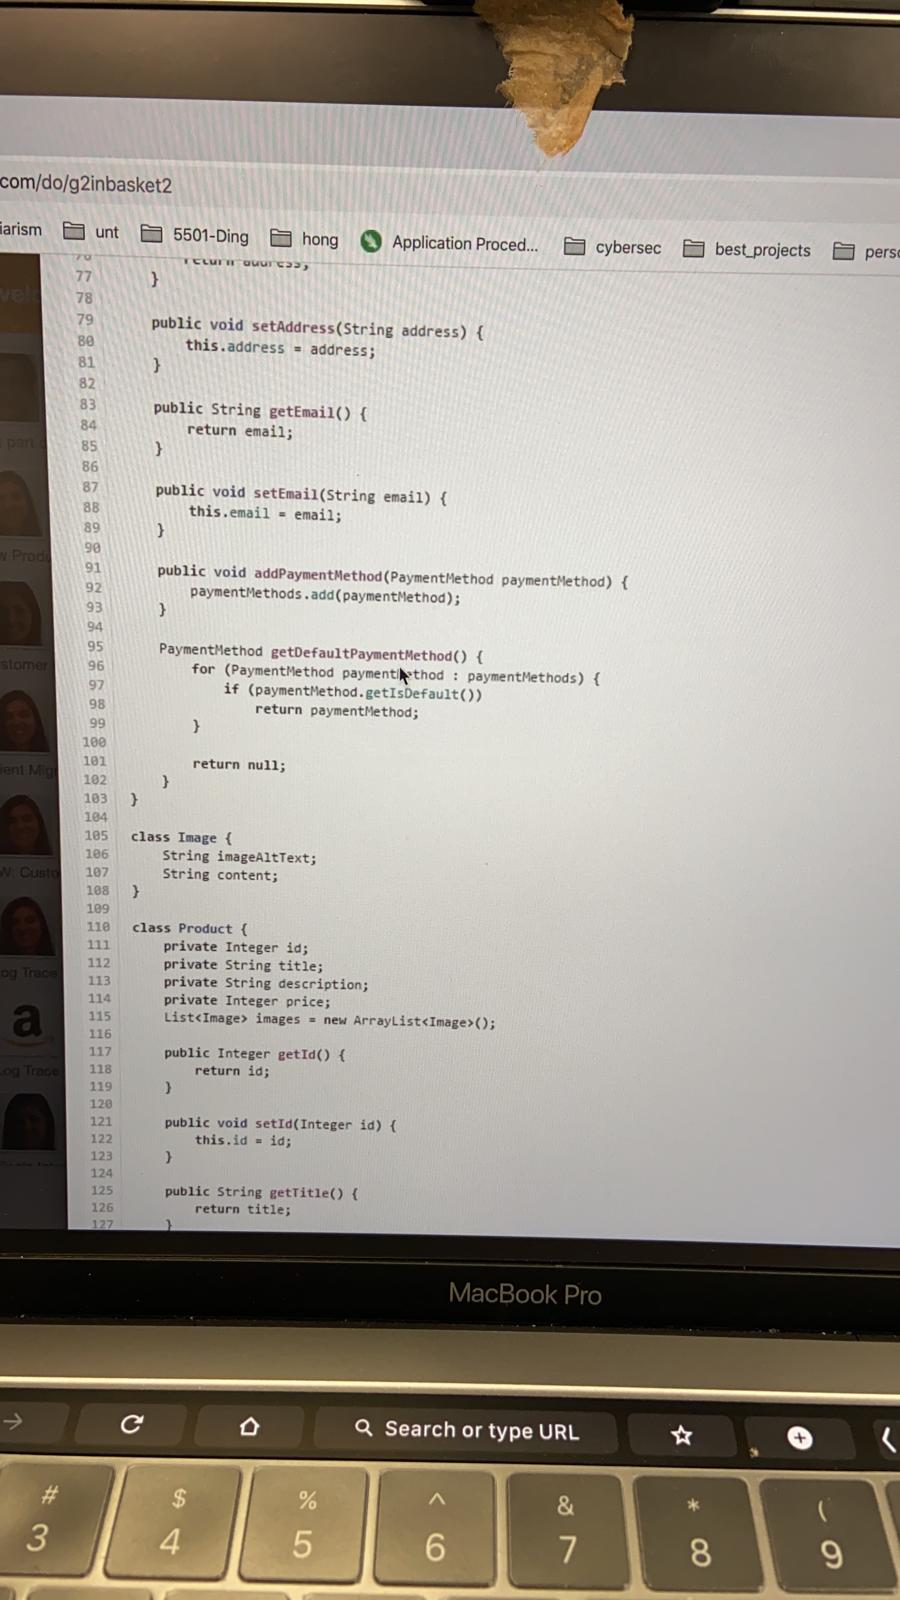 com/do/g2inbasket2
iarism unt 5501-Ding hong Application Proced... cybersec best_projects perso
76 return address;
77 }
78
79 public void setAddress(String address) {
80 this.address = address;
81 }
82
83 public String getEmail() {
84 return email;
85 }
86
87 public void setEmail(String email) {
88 this.email = email;
89 }
90
91 public void addPaymentMethod(PaymentMethod paymentMethod) {
92 paymentMethods.add(paymentMethod);
93 }
94
95 PaymentMethod getDefaultPaymentMethod() {
96 for (PaymentMethod paymentMethod : paymentMethods) {
97 if (paymentMethod.getIsDefault())
98 return paymentMethod;
99 }
100
101 return null;
102 }
103 }
104
105 class Image {
106 String imageAltText;
107 String content;
108 }
109
110 class Product {
111 private Integer id;
112 private String title;
113 private String description;
114 private Integer price;
115 List<Image> images = new ArrayList<Image>();
116
117 public Integer getId() {
118 return id;
119 }
120
121 public void setId(Integer id) {
122 this.id = id;
123 }
124
125 public String getTitle() {
126 return title;
127 }
part
Prod
stomer
ient Mig
W: Custo
og Trace
a
og Trace
MacBook Pro
Search or type URL
# $ % ^ & * (
3 4 5 6 7 8 9